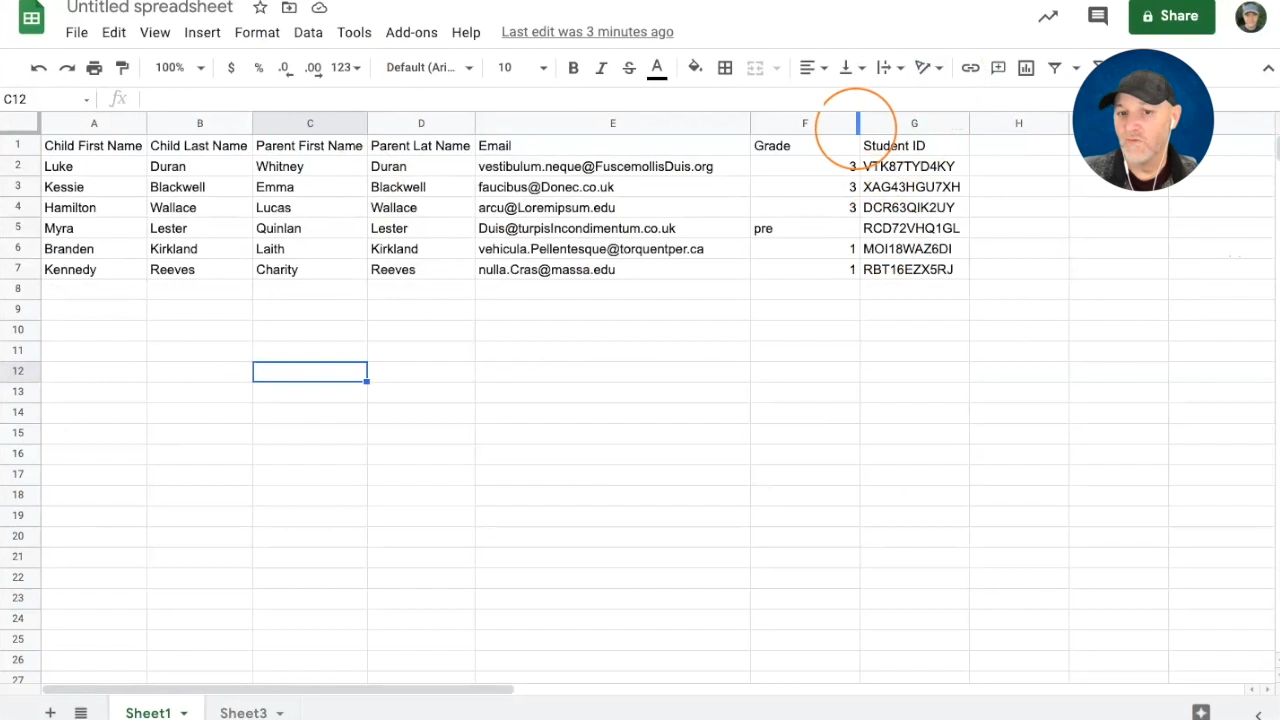 Untitled spreadsheet
File Edit View Insert Format Data Tools Add-ons Help Last edit was 3 minutes ago
Share
100% $ % .0 .00 123 Default (Ari... 10 B I S A
C12 fx
A B C D E F G H
1 Child First Name Child Last Name Parent First Name Parent Lat Name Email Grade Student ID
2 Luke Duran Whitney Duran vestibulum.neque@FuscemollisDuis.org 3 VTK87TYD4KY
3 Kessie Blackwell Emma Blackwell faucibus@Donec.co.uk 3 XAG43HGU7XH
4 Hamilton Wallace Lucas Wallace arcu@Loremipsum.edu 3 DCR63QIK2UY
5 Myra Lester Quinlan Lester Duis@turpisIncondimentum.co.uk pre RCD72VHQ1GL
6 Branden Kirkland Laith Kirkland vehicula.Pellentesque@torquentper.ca 1 MOI18WAZ6DI
7 Kennedy Reeves Charity Reeves nulla.Cras@massa.edu 1 RBT16EZX5RJ
8
9
10
11
12
13
14
15
16
17
18
19
20
21
22
23
24
25
26
27
Sheet1 Sheet3